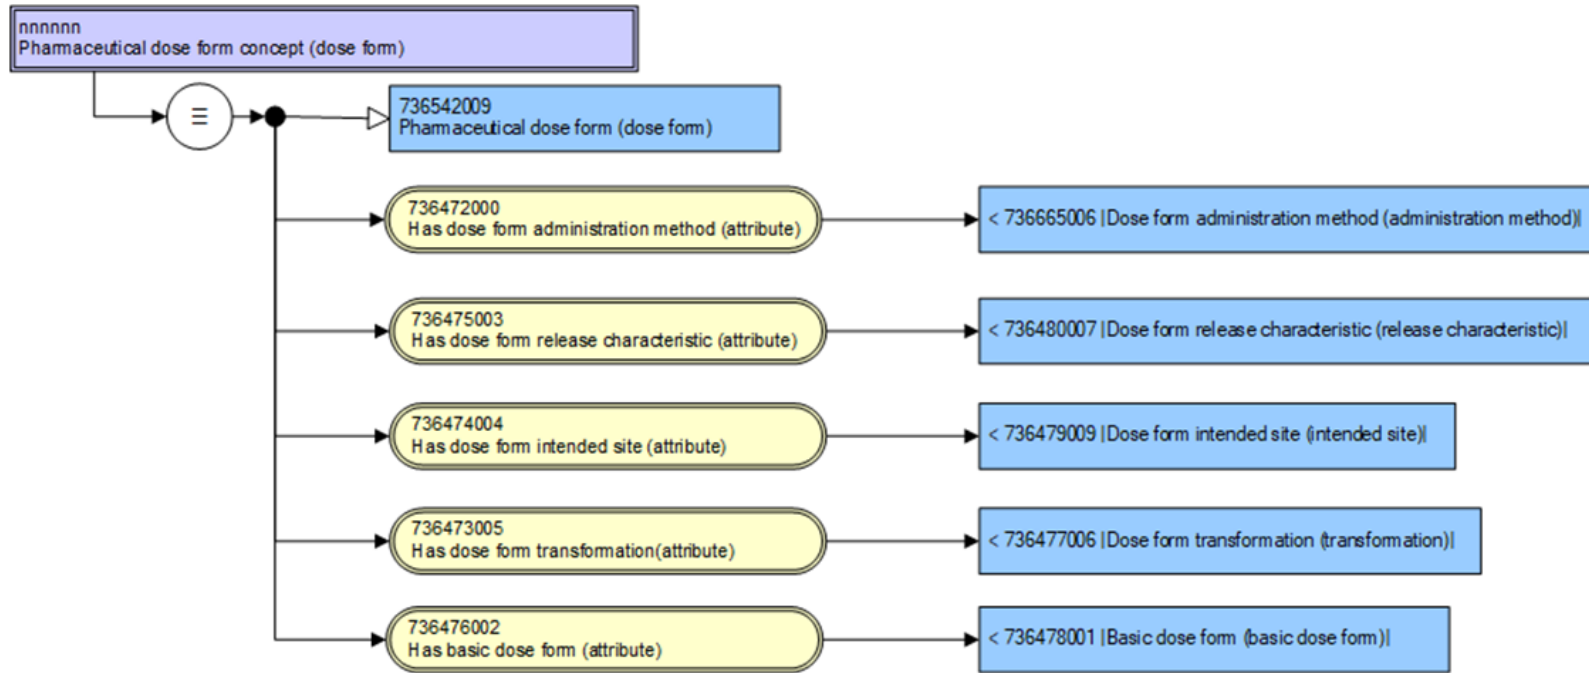 nnnnnn
Pharmaceutical dose form concept (dose form)
≡
736542009
Pharmaceutical dose form (dose form)
736472000
Has dose form administration method (attribute)
< 736665006 |Dose form administration method (administration method)|
736475003
Has dose form release characteristic (attribute)
< 736480007 |Dose form release characteristic (release characteristic)|
736474004
Has dose form intended site (attribute)
< 736479009 |Dose form intended site (intended site)|
736473005
Has dose form transformation(attribute)
< 736477006 |Dose form transformation (transformation)|
736476002
Has basic dose form (attribute)
< 736478001 |Basic dose form (basic dose form)|